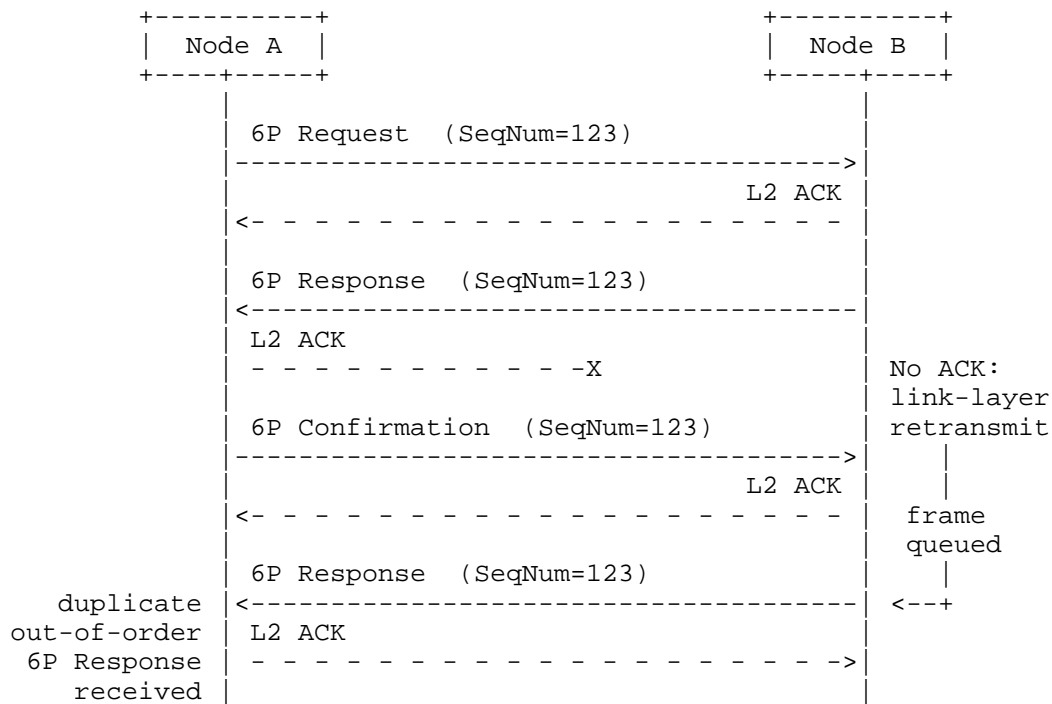 Node A Node B
6P Request (SeqNum=123)
L2 ACK
6P Response (SeqNum=123)
L2 ACK
X No ACK:
link-layer
6P Confirmation (SeqNum=123) retransmit
L2 ACK
frame
queued
6P Response (SeqNum=123)
duplicate
out-of-order L2 ACK
6P Response
received